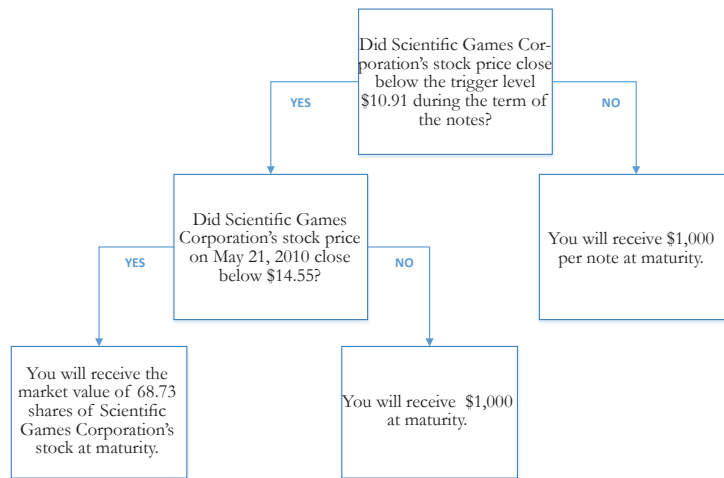 Did Scientific Games Cor-
poration's stock price close
below the trigger level
$10.91 during the term of
the notes?
YES
NO
Did Scientific Games
Corporation's stock price
on May 21, 2010 close
below $14.55?
You will receive $1,000
per note at maturity.
YES
NO
You will receive the
market value of 68.73
shares of Scientific
Games Corporation's
stock at maturity.
You will receive  $1,000
at maturity.